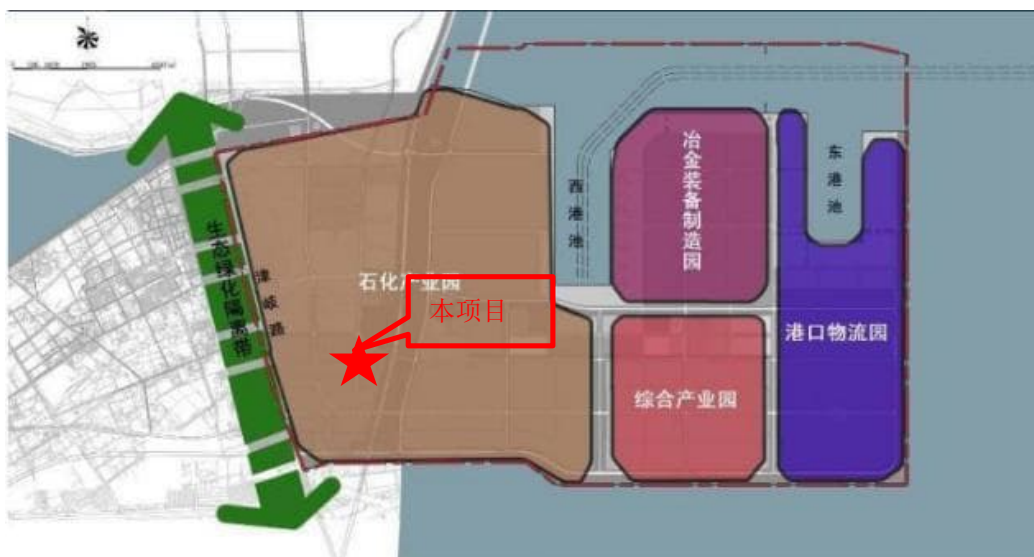 冶金装备制造园
东港池
西港池
生态绿化隔离带
津岐路
石化产业园
本项目
港口物流园
综合产业园